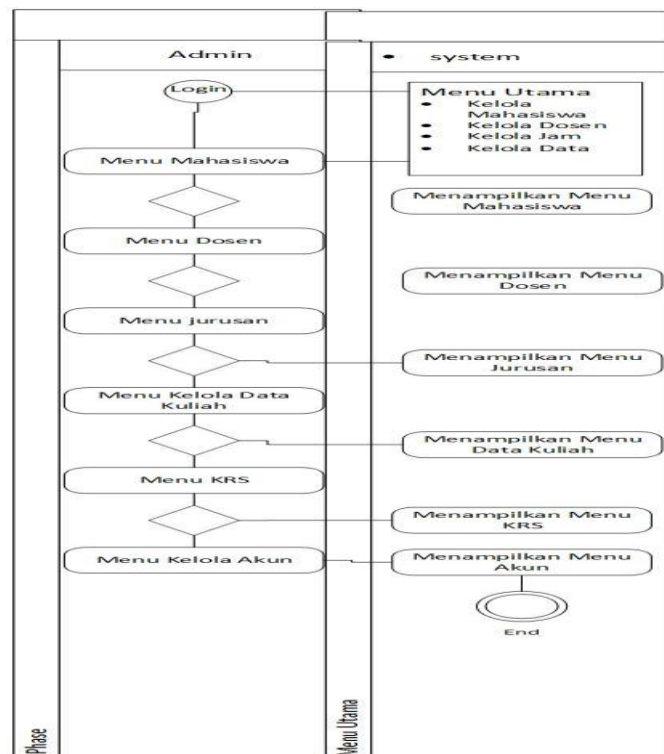 Admin
• system
Login
Menu Utama
• Kelola
Mahasiswa
• Kelola Dosen
• Kelola Jam
• Kelola Data
Menu Mahasiswa
Menampilkan Menu
Mahasiswa
Menu Dosen
Menampilkan Menu
Dosen
Menu jurusan
Menampilkan Menu
Jurusan
Menu Kelola Data
Kuliah
Menampilkan Menu
Data Kuliah
Menu KRS
Menampilkan Menu
KRS
Menu Kelola Akun
Menampilkan Menu
Akun
End
Phase
Menu Utama